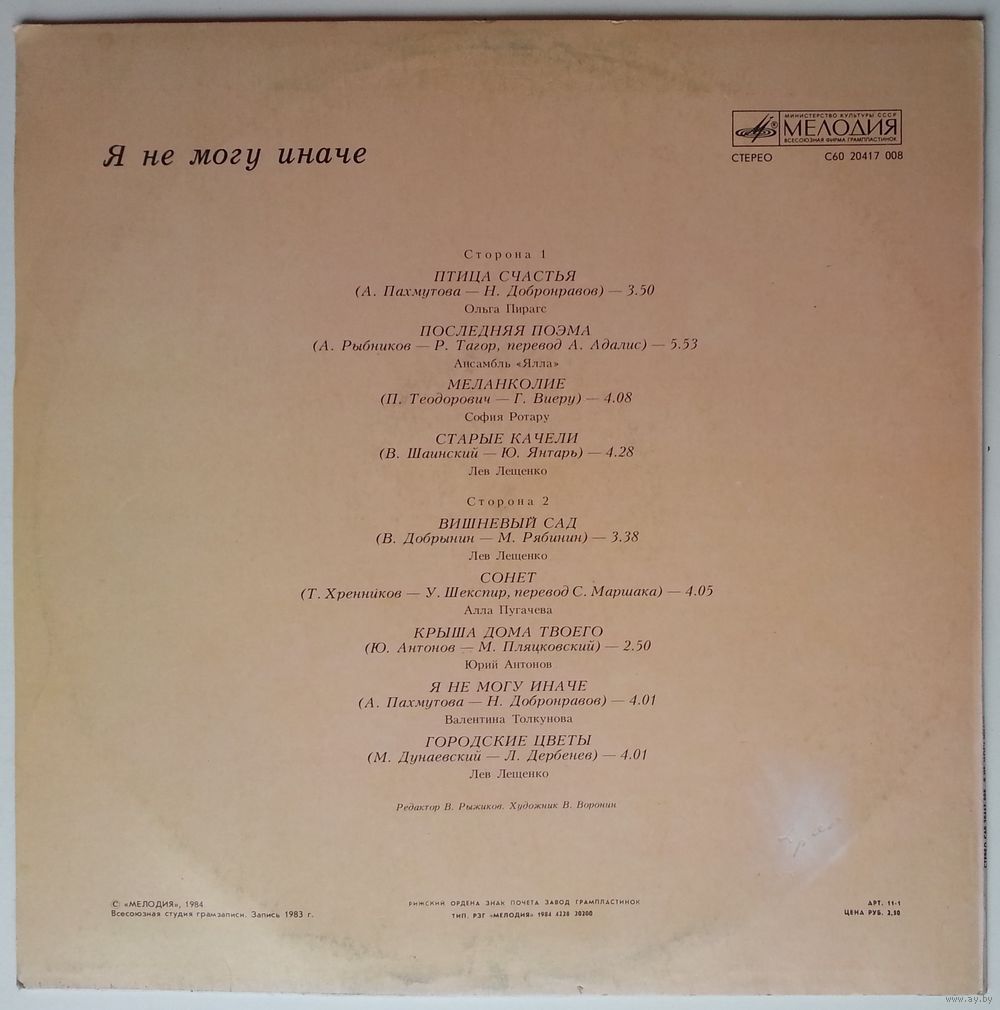 Я не могу иначе
МИНИСТЕРСТВО КУЛЬТУРЫ СССР
МЕЛОДИЯ
ВСЕСОЮЗНАЯ ФИРМА ГРАМПЛАСТИНОК
СТЕРЕО С60 20417 008
Сторона 1
ПТИЦА СЧАСТЬЯ
(А. Пахмутова — Н. Добронравов) — 3.50
Ольга Пирагс
ПОСЛЕДНЯЯ ПОЭМА
(А. Рыбников — Р. Тагор, перевод А. Адалис) — 5.53
Ансамбль «Ялла»
МЕЛАНКОЛИЕ
(П. Теодорович — Г. Виеру) — 4.08
София Ротару
СТАРЫЕ КАЧЕЛИ
(В. Шаинский — Ю. Янтарь) — 4.28
Лев Лещенко
Сторона 2
ВИШНЕВЫЙ САД
(В. Добрынин — М. Рябинин) — 3.38
Лев Лещенко
СОНЕТ
(Т. Хренников — У. Шекспир, перевод С. Маршака) — 4.05
Алла Пугачева
КРЫША ДОМА ТВОЕГО
(Ю. Антонов — М. Пляцковский) — 2.50
Юрий Антонов
Я НЕ МОГУ ИНАЧЕ
(А. Пахмутова — Н. Добронравов) — 4.01
Валентина Толкунова
ГОРОДСКИЕ ЦВЕТЫ
(М. Дунаевский — Л. Дербенев) — 4.01
Лев Лещенко
Редактор В. Рыжиков. Художник В. Воронин
© «МЕЛОДИЯ», 1984
Всесоюзная студия грамзаписи. Запись 1983 г.
РИЖСКИЙ ОРДЕНА ЗНАК ПОЧЕТА ЗАВОД ГРАМПЛАСТИНОК
ТИП. РЗГ «МЕЛОДИЯ» 1984 4228 20200
АРТ. 11-1
ЦЕНА РУБ. 2,50
www.ay.by